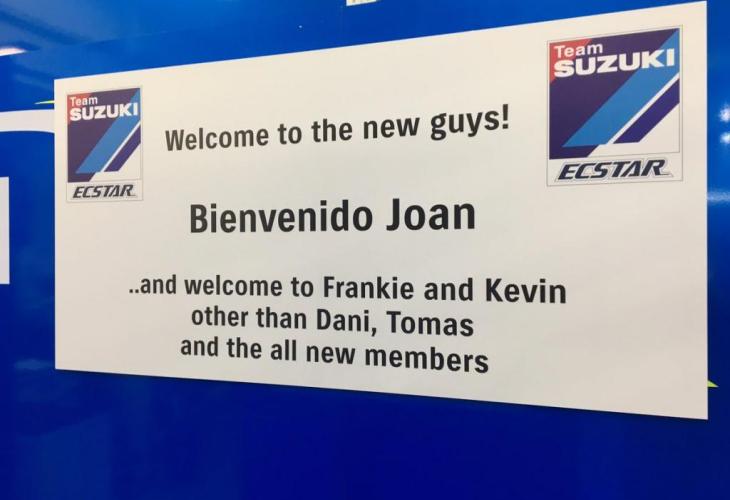 Team
SUZUKI
ECSTAR
Team
SUZUKI
ECSTAR
Welcome to the new guys!
Bienvenido Joan
..and welcome to Frankie and Kevin
other than Dani, Tomas
and the all new members